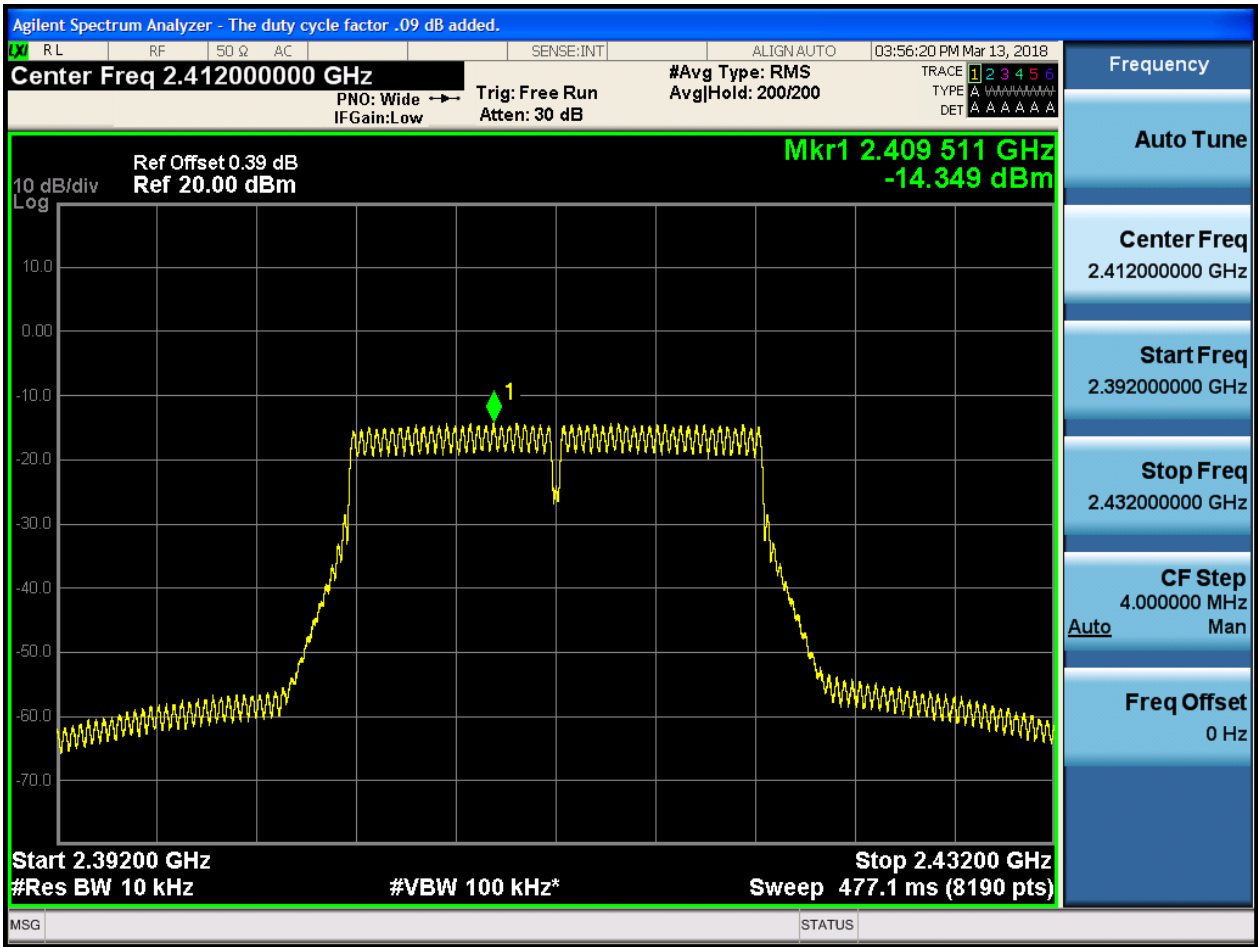 Agilent Spectrum Analyzer - The duty cycle factor .09 dB added.
LXI RL RF 50 Ω AC SENSE:INT ALIGN AUTO 03:56:20 PM Mar 13, 2018
Center Freq 2.412000000 GHz
PNO: Wide
IFGain:Low
Trig: Free Run
Atten: 30 dB
#Avg Type: RMS
Avg|Hold: 200/200
TRACE 1 2 3 4 5 6
TYPE A WWWWW
DET A A A A A A
Mkr1 2.409 511 GHz
-14.349 dBm
Ref Offset 0.39 dB
10 dB/div Ref 20.00 dBm
Log
10.0
0.00
-10.0
-20.0
-30.0
-40.0
-50.0
-60.0
-70.0
1
Start 2.39200 GHz Stop 2.43200 GHz
#Res BW 10 kHz #VBW 100 kHz* Sweep 477.1 ms (8190 pts)
MSG STATUS
Frequency
Auto Tune
Center Freq
2.412000000 GHz
Start Freq
2.392000000 GHz
Stop Freq
2.432000000 GHz
CF Step
4.000000 MHz
Auto Man
Freq Offset
0 Hz